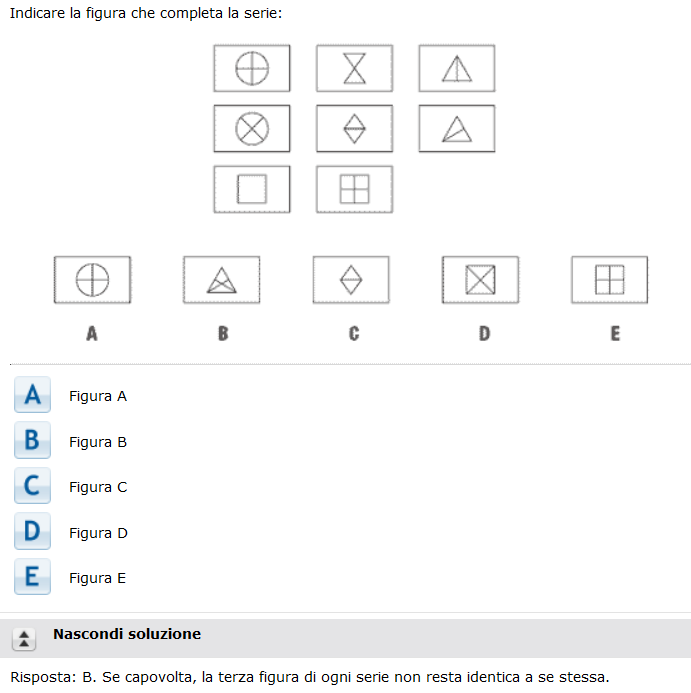 Indicare la figura che completa la serie:
A B C D E
A Figura A
B Figura B
C Figura C
D Figura D
E Figura E
Nascondi soluzione
Risposta: B. Se capovolta, la terza figura di ogni serie non resta identica a se stessa.